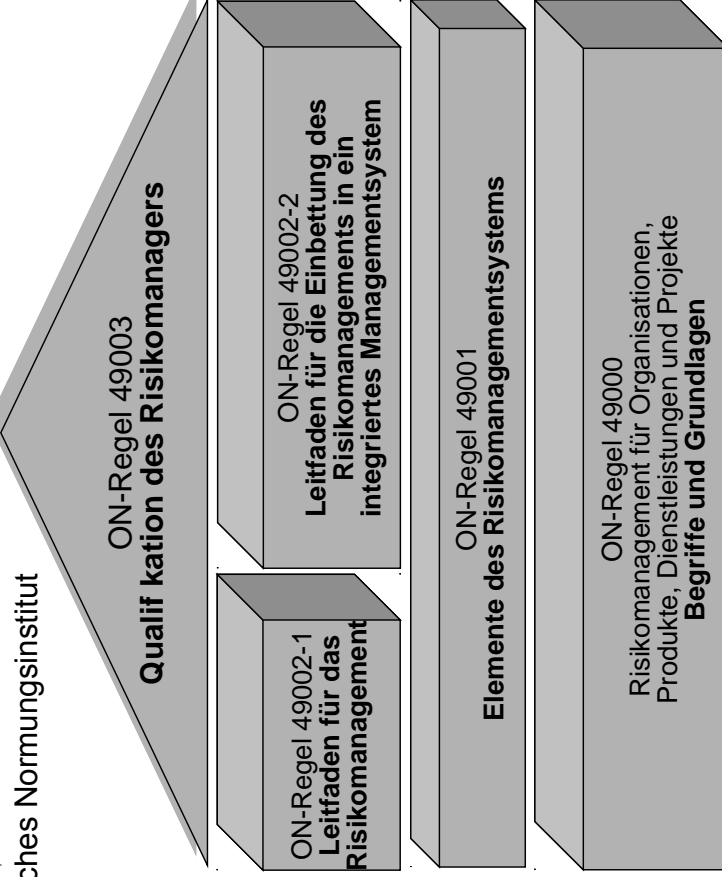 ches Normungsinstitut
ON-Regel 49003
Qualif kation des Risikomanagers
ON-Regel 49002-1
Leitfaden für das
Risikomanagement
ON-Regel 49002-2
Leitfaden für die Einbettung des
Risikomanagements in ein
integriertes Managementsystem
ON-Regel 49001
Elemente des Risikomanagementsystems
ON-Regel 49000
Risikomanagement für Organisationen,
Produkte, Dienstleistungen und Projekte
Begriffe und Grundlagen